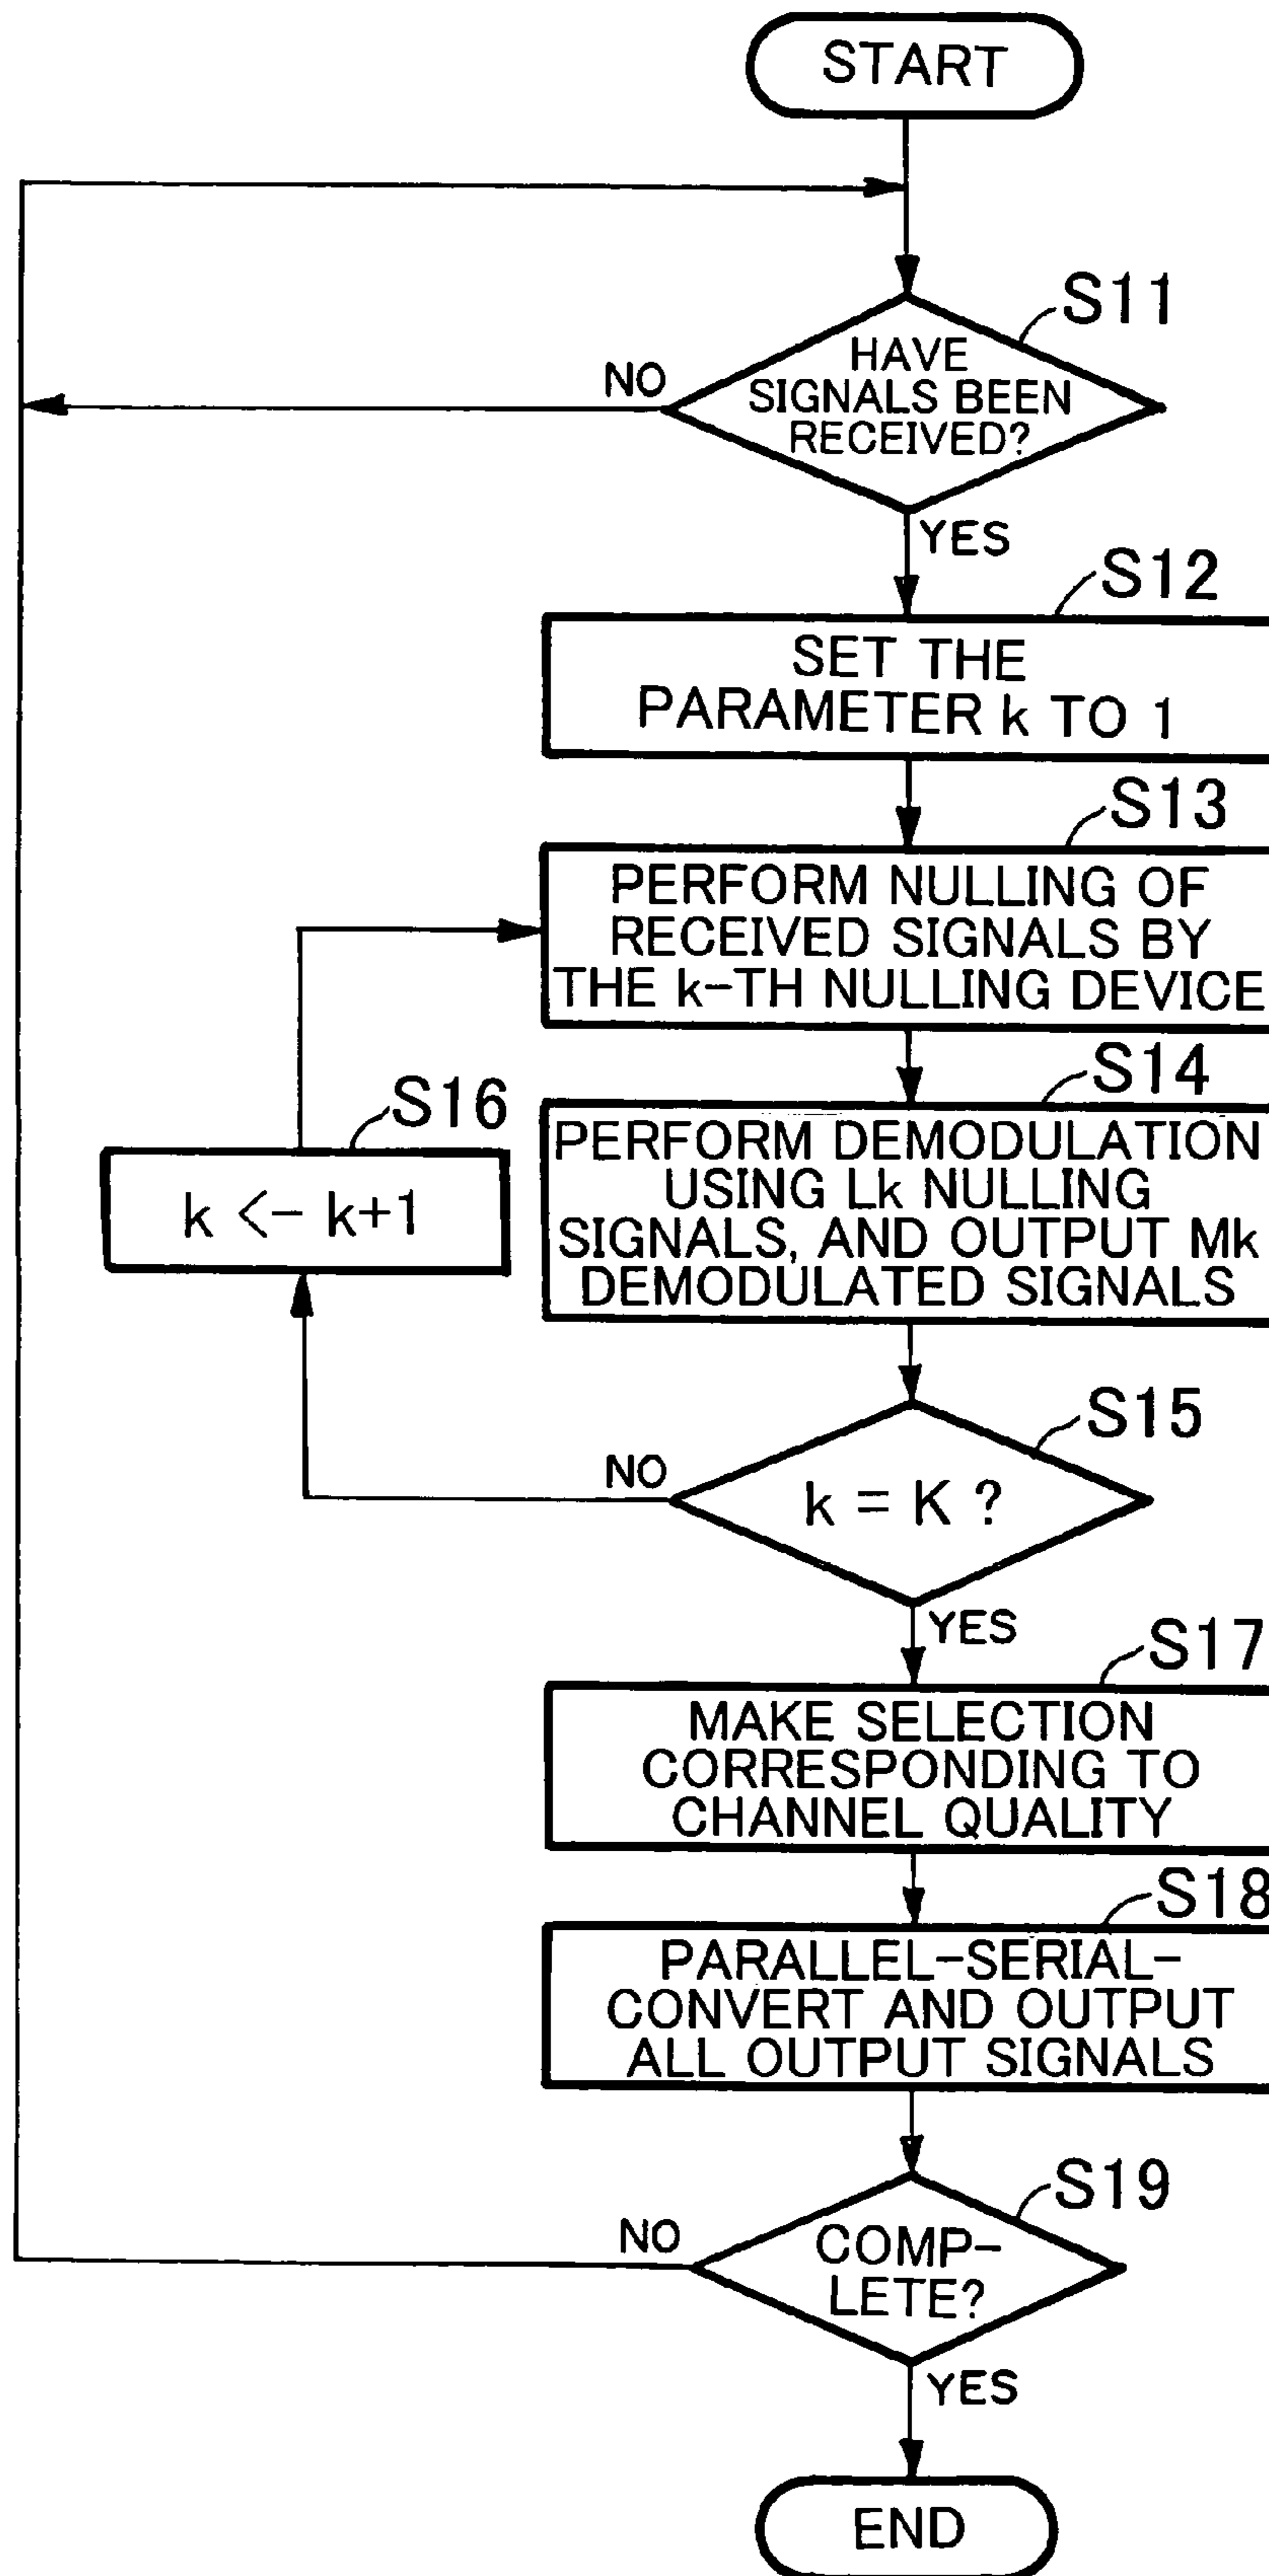 START
S11
HAVE
SIGNALS BEEN
RECEIVED?
NO
YES
S12
SET THE
PARAMETER k TO 1
S13
PERFORM NULLING OF
RECEIVED SIGNALS BY
THE k-TH NULLING DEVICE
S14
PERFORM DEMODULATION
USING Lk NULLING
SIGNALS, AND OUTPUT Mk
DEMODULATED SIGNALS
S16
k <- k+1
S15
NO
k = K ?
YES
S17
MAKE SELECTION
CORRESPONDING TO
CHANNEL QUALITY
S18
PARALLEL-SERIAL-
CONVERT AND OUTPUT
ALL OUTPUT SIGNALS
S19
NO
COMP-
LETE?
YES
END